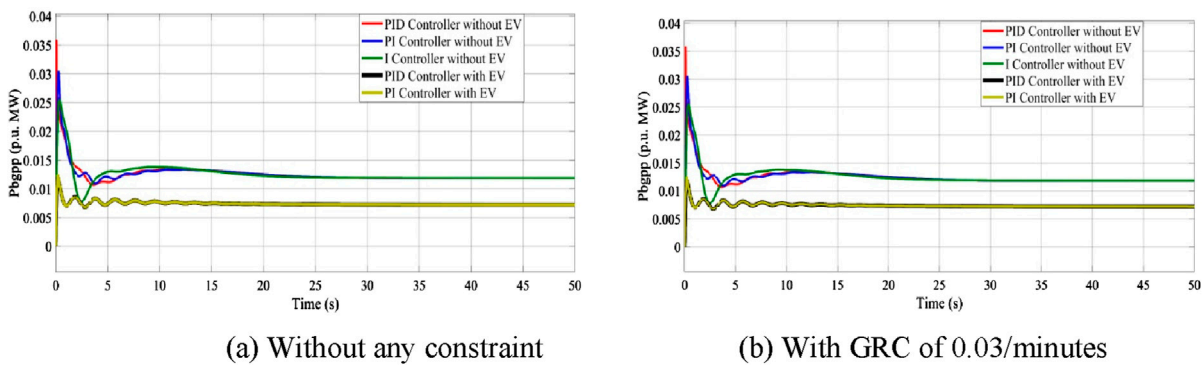 PID Controller without EV
PI Controller without EV
I Controller without EV
PID Controller with EV
PI Controller with EV
Pbgpp (p.u. MW)
0.04
0.035
0.03
0.025
0.02
0.015
0.01
0.005
0
0 5 10 15 20 25 30 35 40 45 50
Time (s)
(a) Without any constraint
PID Controller without EV
PI Controller without EV
I Controller without EV
PID Controller with EV
PI Controller with EV
Pbgpp (p.u. MW)
0.04
0.035
0.03
0.025
0.02
0.015
0.01
0.005
0
0 5 10 15 20 25 30 35 40 45 50
Time (s)
(b) With GRC of 0.03/minutes